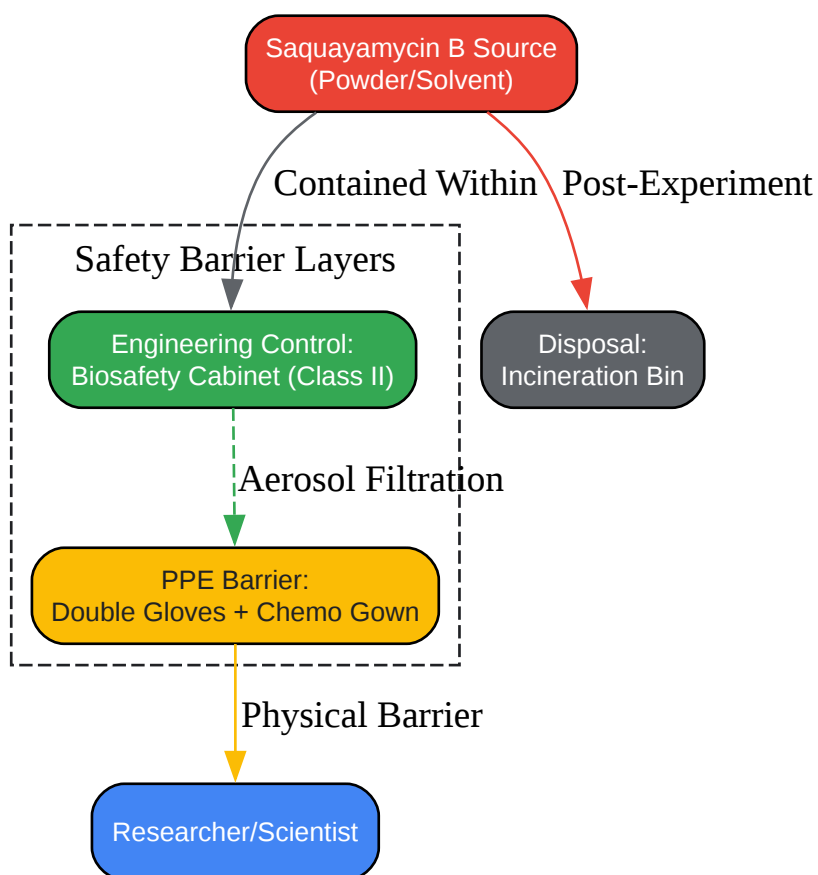 Saquayamycin B Source
(Powder/Solvent)
Contained Within
Post-Experiment
Safety Barrier Layers
Engineering Control:
Biosafety Cabinet (Class II)
Disposal:
Incineration Bin
Aerosol Filtration
PPE Barrier:
Double Gloves + Chemo Gown
Physical Barrier
Researcher/Scientist